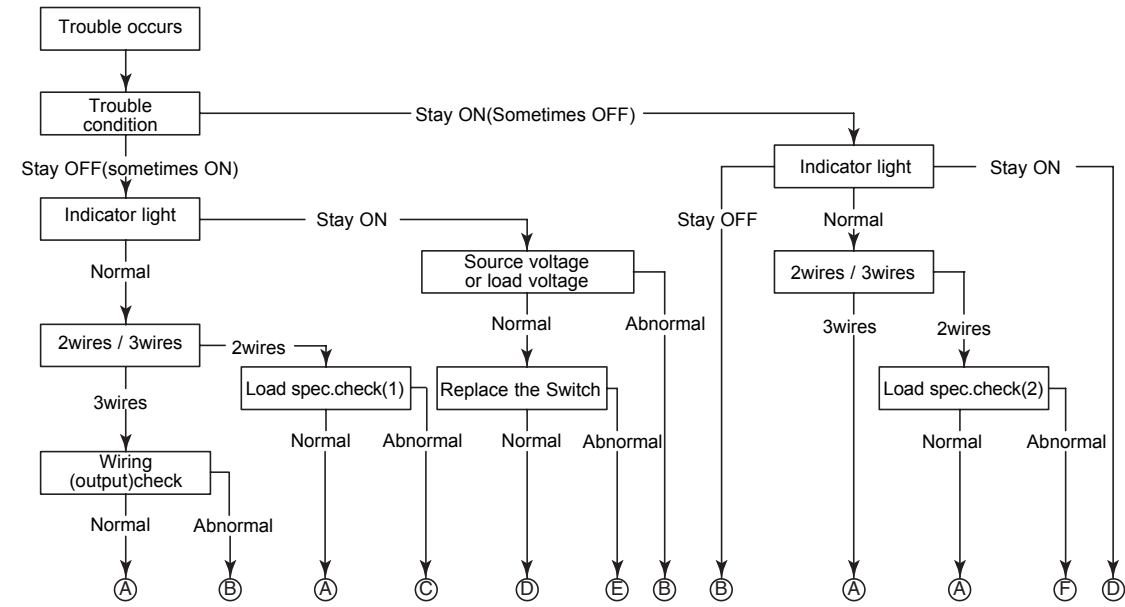 Trouble occurs
Trouble
condition
Stay ON(Sometimes OFF)
Stay OFF(sometimes ON)
Indicator light
Stay ON
Indicator light
Stay ON
Stay OFF
Normal
Normal
Source voltage
or load voltage
2wires / 3wires
Normal
Abnormal
3wires
2wires
2wires / 3wires
2wires
Load spec.check(1)
Replace the Switch
Load spec.check(2)
3wires
Normal
Abnormal
Normal
Abnormal
Normal
Abnormal
Wiring
(output)check
Normal
Abnormal
A
B
A
C
D
E
B
B
A
A
F
D